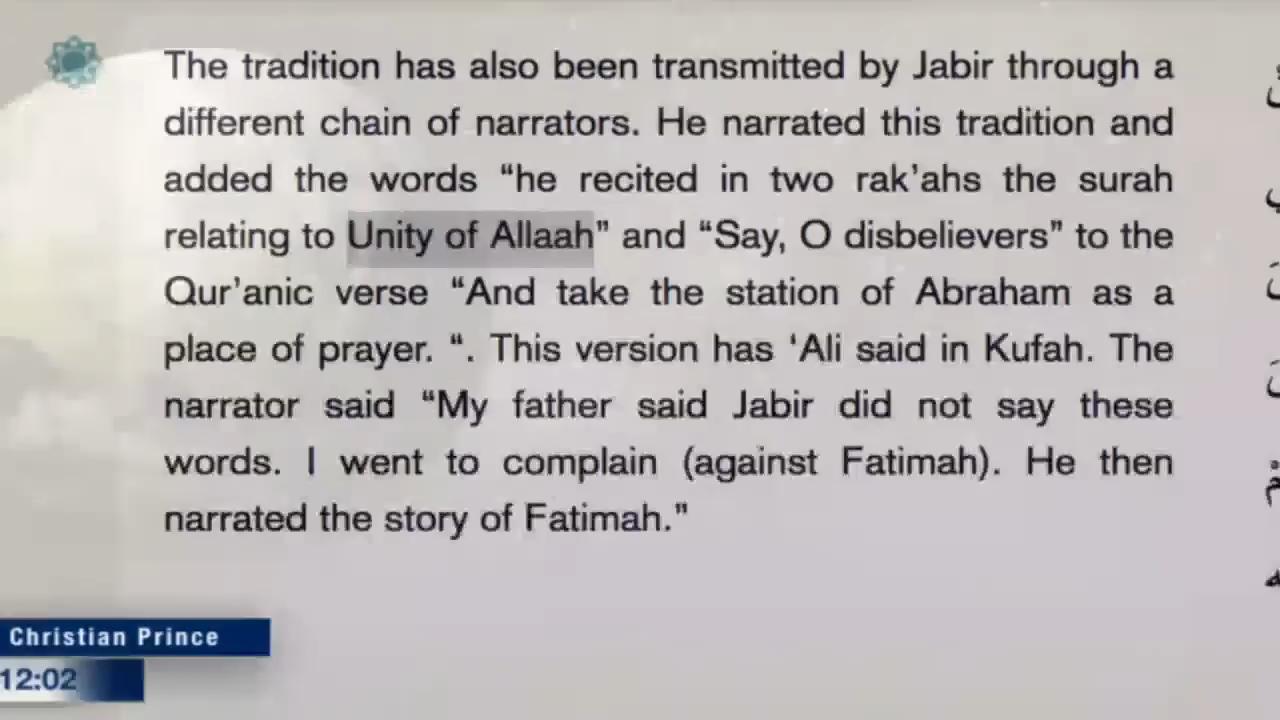 The tradition has also been transmitted by Jabir through a
different chain of narrators. He narrated this tradition and
added the words “he recited in two rak’ahs the surah
relating to Unity of Allaah” and “Say, O disbelievers” to the
Qur’anic verse “And take the station of Abraham as a
place of prayer. “. This version has ‘Ali said in Kufah. The
narrator said “My father said Jabir did not say these
words. I went to complain (against Fatimah). He then
narrated the story of Fatimah.”
Christian Prince
12:02